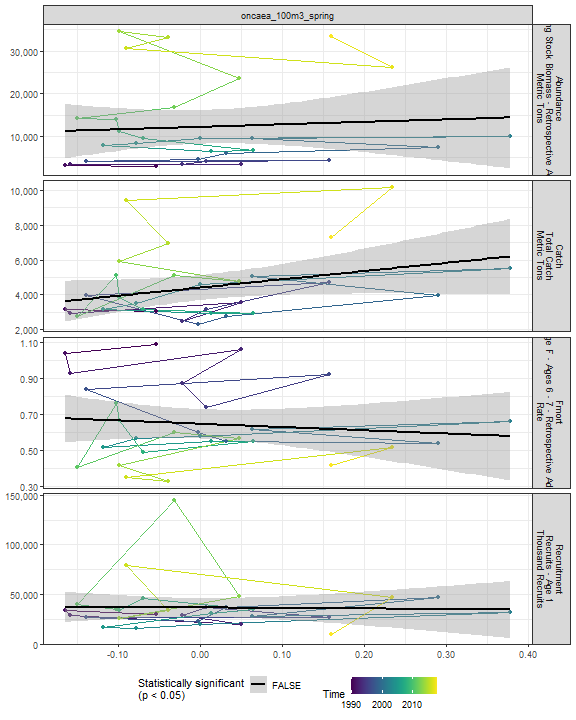 oncaea_100m3_spring
30,000
20,000
10,000
Abundance
Stock Biomass - Retrospective
Metric Tons
10,000
8,000
6,000
4,000
2,000
Catch
Total Catch
Metric Tons
1.10
0.90
0.70
0.50
0.30
Fmort
F - Ages 6 - 7 - Retrospective
Rate
150,000
100,000
50,000
0
Recruitment
Recruits - Age 1
Thousand Recruits
-0.10
0.00
0.10
0.20
0.30
0.40
Statistically significant
(p < 0.05)
FALSE
Time
1990
2000
2010